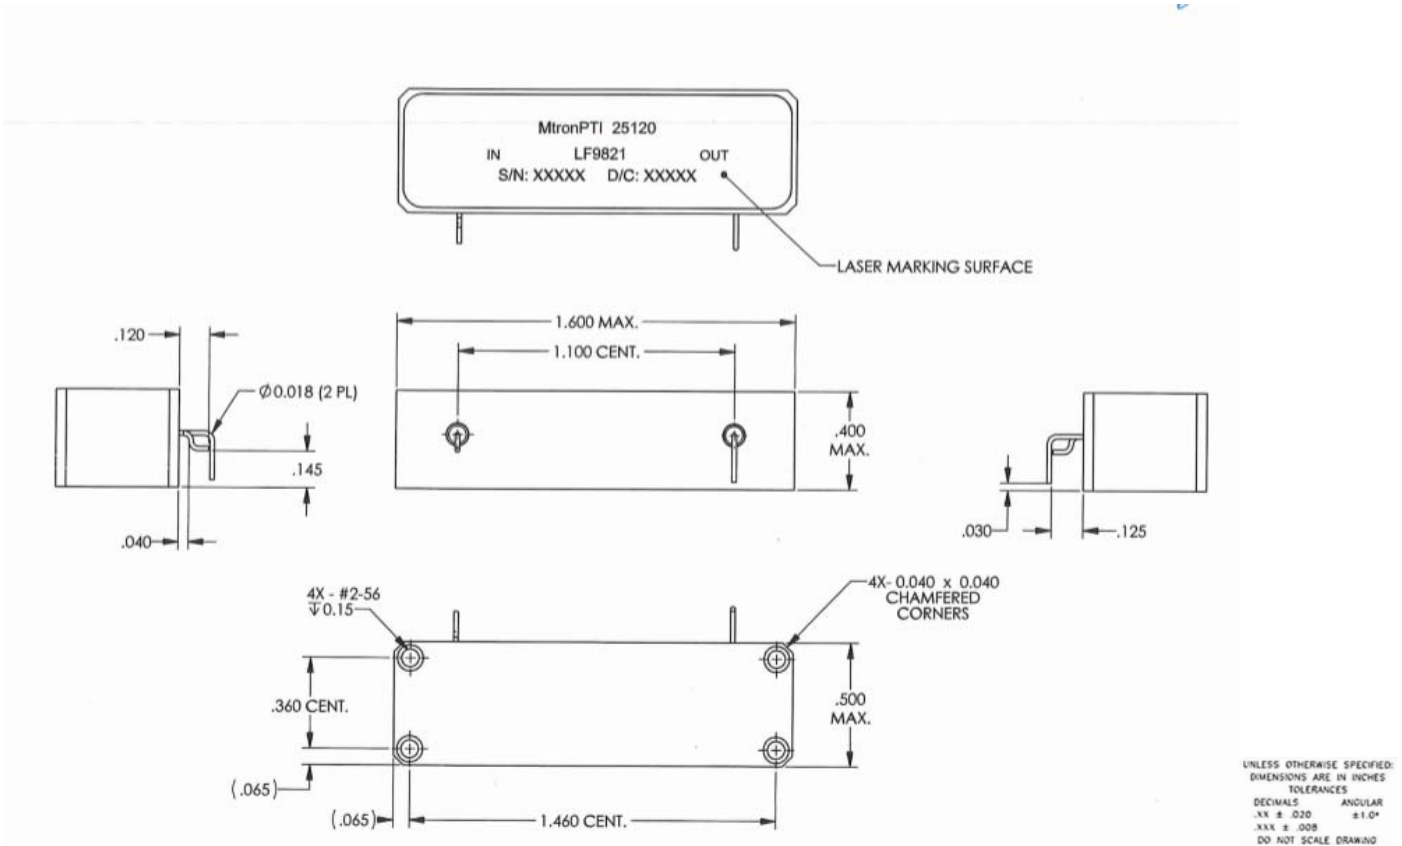 MtronPTI 25120
IN LF9821 OUT
S/N: XXXXX D/C: XXXXX
LASER MARKING SURFACE
1.600 MAX.
1.100 CENT.
.120
Ø0.018 (2 PL)
.145
.040
.400
MAX.
.030
.125
4X - #2-56
↧0.15
4X- 0.040 x 0.040
CHAMFERED
CORNERS
.360 CENT.
.500
MAX.
(.065)
(.065)
1.460 CENT.
UNLESS OTHERWISE SPECIFIED:
DIMENSIONS ARE IN INCHES
TOLERANCES
DECIMALS ANGULAR
.XX ± .020 ±1.0°
.XXX ± .008
DO NOT SCALE DRAWING